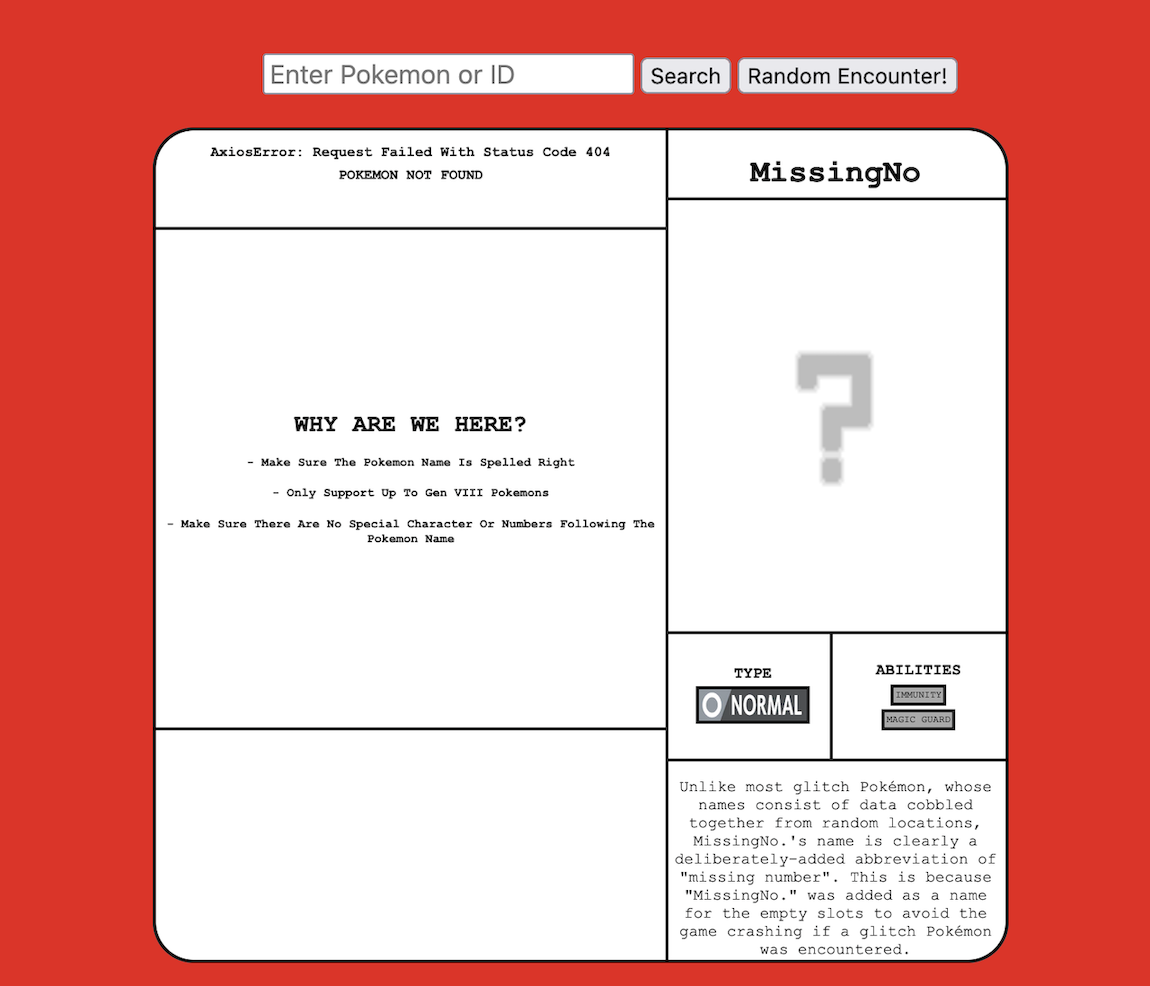 Enter Pokemon or ID
Search
Random Encounter!
AxiosError: Request Failed With Status Code 404
POKEMON NOT FOUND
WHY ARE WE HERE?
- Make Sure The Pokemon Name Is Spelled Right
- Only Support Up To Gen VIII Pokemons
- Make Sure There Are No Special Character Or Numbers Following The
Pokemon Name
MissingNo
?
TYPE
NORMAL
ABILITIES
IMMUNITY
MAGIC GUARD
Unlike most glitch Pokémon, whose
names consist of data cobbled
together from random locations,
MissingNo.'s name is clearly a
deliberately-added abbreviation of
"missing number". This is because
"MissingNo." was added as a name
for the empty slots to avoid the
game crashing if a glitch Pokémon
was encountered.